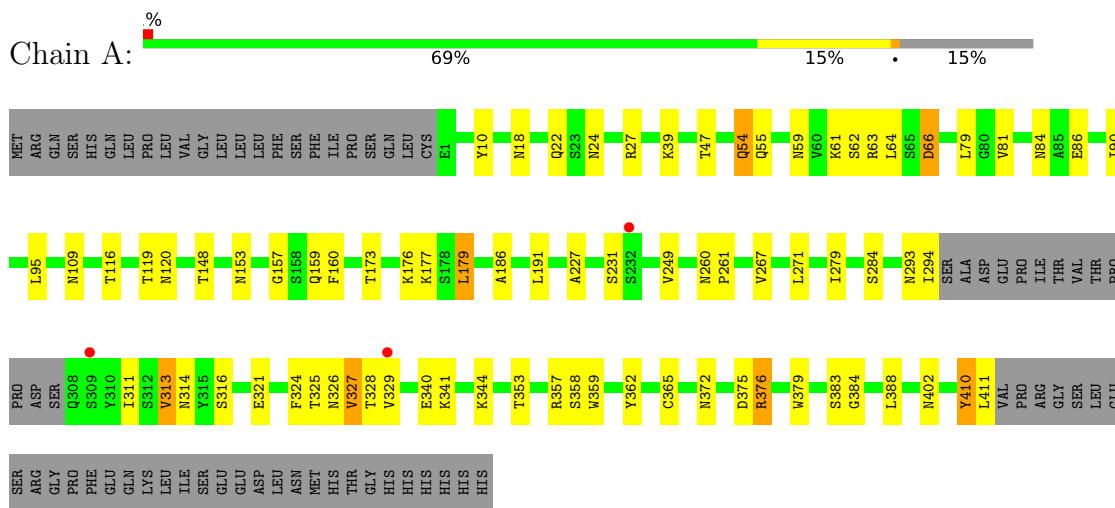 %
Chain A:
69% 15% • 15%
MET ARG GLN SER HIS GLN LEU PRO LEU VAL GLY LEU LEU LEU PHE SER PHE ILE PRO SER GLN LEU CYS E1 Y10 N18 Q22 S23 N24 R27 K39 T47 Q54 Q55 N59 V60 K61 S62 R63 L64 S65 D66 L79 G80 V81 N84 A85 E86
L95 N109 T116 T119 N120 T148 N153 G157 S158 Q159 F160 T173 K176 K177 S178 L179 A186 L191 A227 S231 S232 V249 N260 P261 V267 L271 I279 S284 N293 I294 SER ALA ASP GLU PRO ILE THR VAL THR PRO
PRO ASP SER Q308 S309 Y310 I311 S312 V313 N314 Y315 S316 E321 F324 T325 N326 V327 T328 V329 E340 K341 K344 T353 R357 S358 W359 Y362 C365 N372 D375 R376 W379 S383 G384 L388 N402 Y410 L411 VAL PRO ARG GLY SER LEU GLU
SER ARG GLY PRO PHE GLU GLN LYS LEU ILE SER GLU GLU ASP LEU ASN MET HIS THR GLY HIS HIS HIS HIS HIS HIS